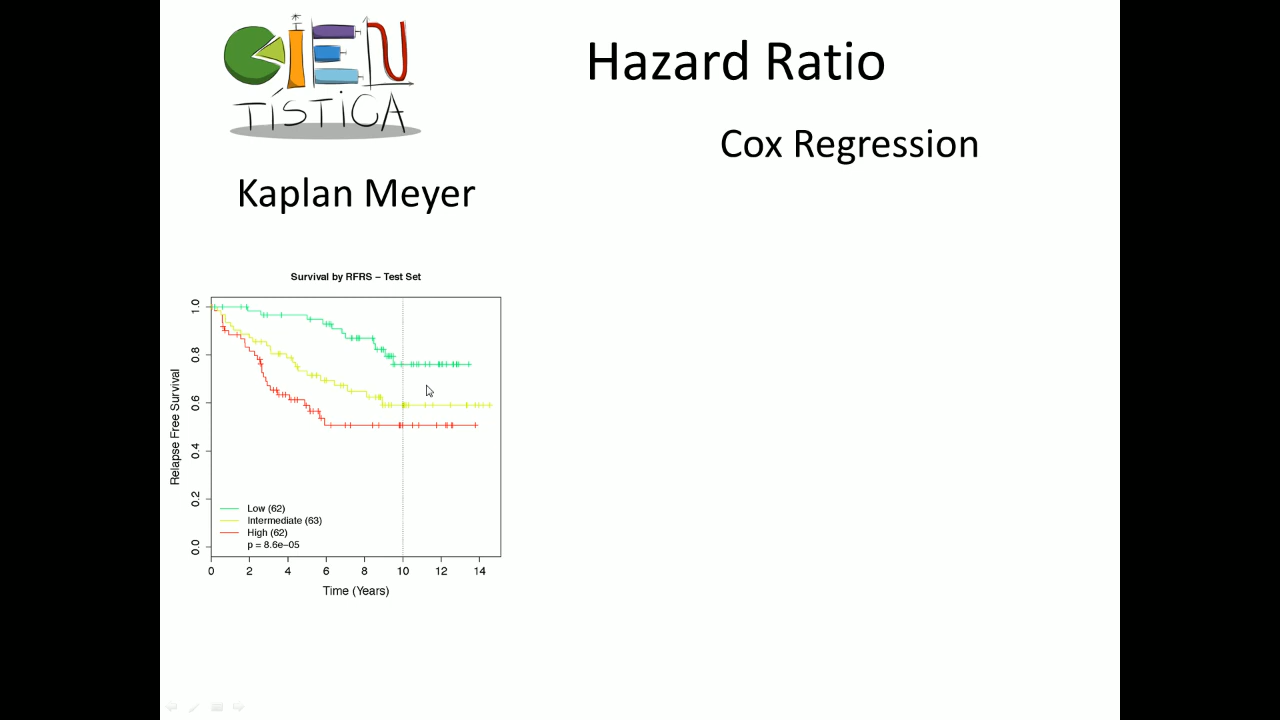 CIEN
TÍSTICA
Hazard Ratio
Cox Regression
Kaplan Meyer
Survival by RFRS – Test Set
Relapse Free Survival
1.0
0.8
0.6
0.4
0.2
0.0
Low (62)
Intermediate (63)
High (62)
p = 8.6e–05
0 2 4 6 8 10 12 14
Time (Years)